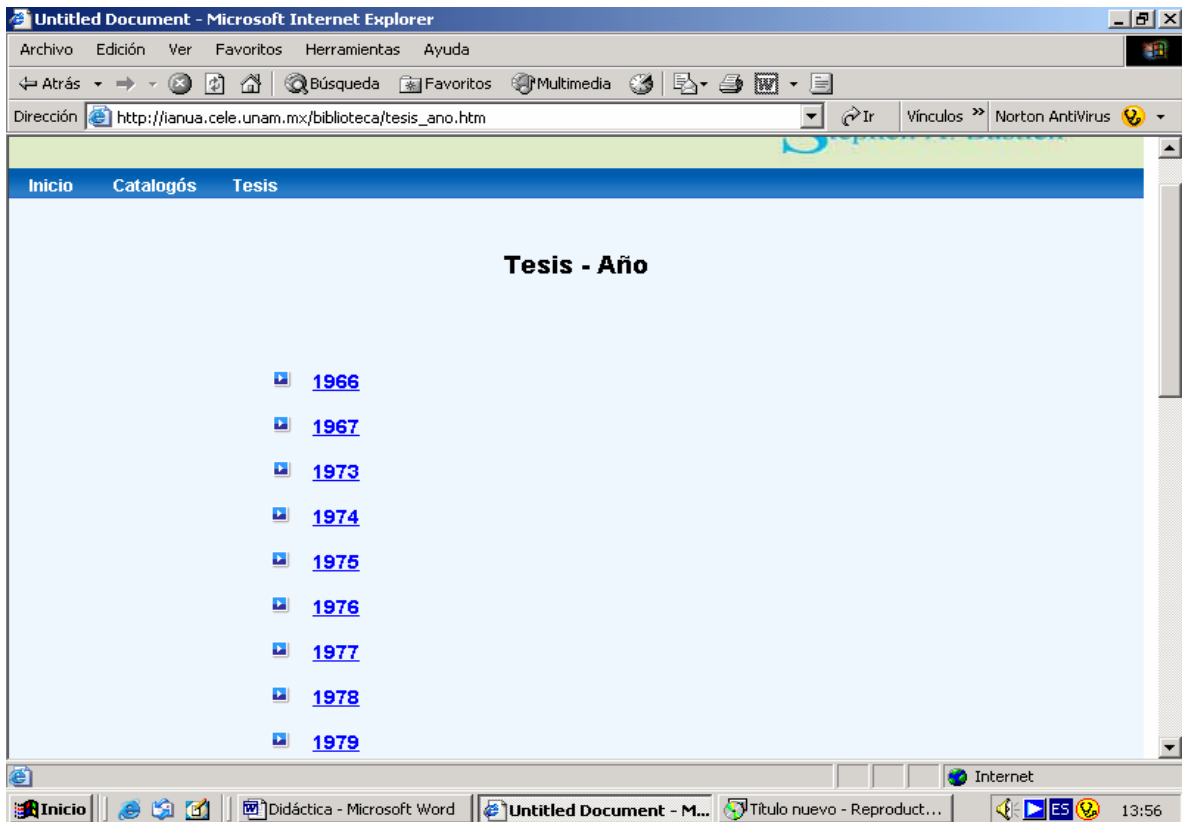 Untitled Document - Microsoft Internet Explorer
Archivo Edición Ver Favoritos Herramientas Ayuda
Atrás Búsqueda Favoritos Multimedia
Dirección http://ianua.cele.unam.mx/biblioteca/tesis_ano.htm Ir Vínculos » Norton AntiVirus
Inicio Catalogós Tesis
Tesis - Año
1966
1967
1973
1974
1975
1976
1977
1978
1979
Internet
Inicio Didáctica - Microsoft Word Untitled Document - M... Título nuevo - Reproduct... ES 13:56